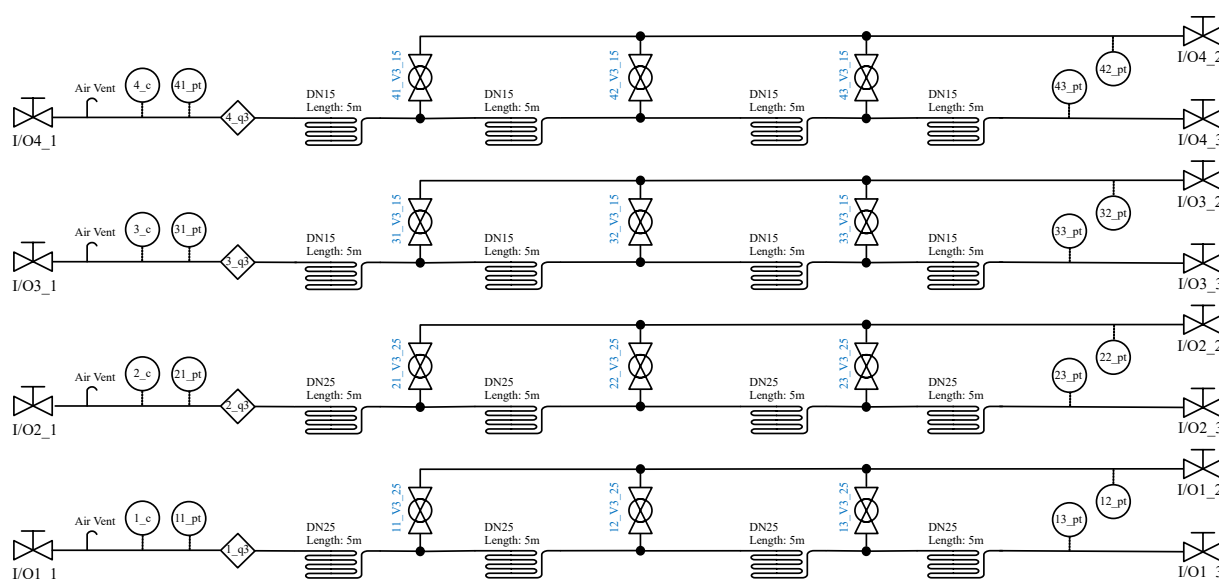 I/O4_2
41_V3_15
42_V3_15
43_V3_15
42_pt
Air Vent
4_c
41_pt
DN15
Length: 5m
DN15
Length: 5m
DN15
Length: 5m
DN15
Length: 5m
43_pt
4_q3
I/O4_1
I/O4_3
I/O3_2
31_V3_15
32_V3_15
33_V3_15
32_pt
Air Vent
3_c
31_pt
DN15
Length: 5m
DN15
Length: 5m
DN15
Length: 5m
DN15
Length: 5m
33_pt
3_q3
I/O3_1
I/O3_3
I/O2_2
21_V3_25
22_V3_25
23_V3_25
22_pt
Air Vent
2_c
21_pt
DN25
Length: 5m
DN25
Length: 5m
DN25
Length: 5m
DN25
Length: 5m
23_pt
2_q3
I/O2_1
I/O2_3
I/O1_2
11_V3_25
12_V3_25
13_V3_25
12_pt
Air Vent
1_c
11_pt
DN25
Length: 5m
DN25
Length: 5m
DN25
Length: 5m
DN25
Length: 5m
13_pt
1_q3
I/O1_1
I/O1_3